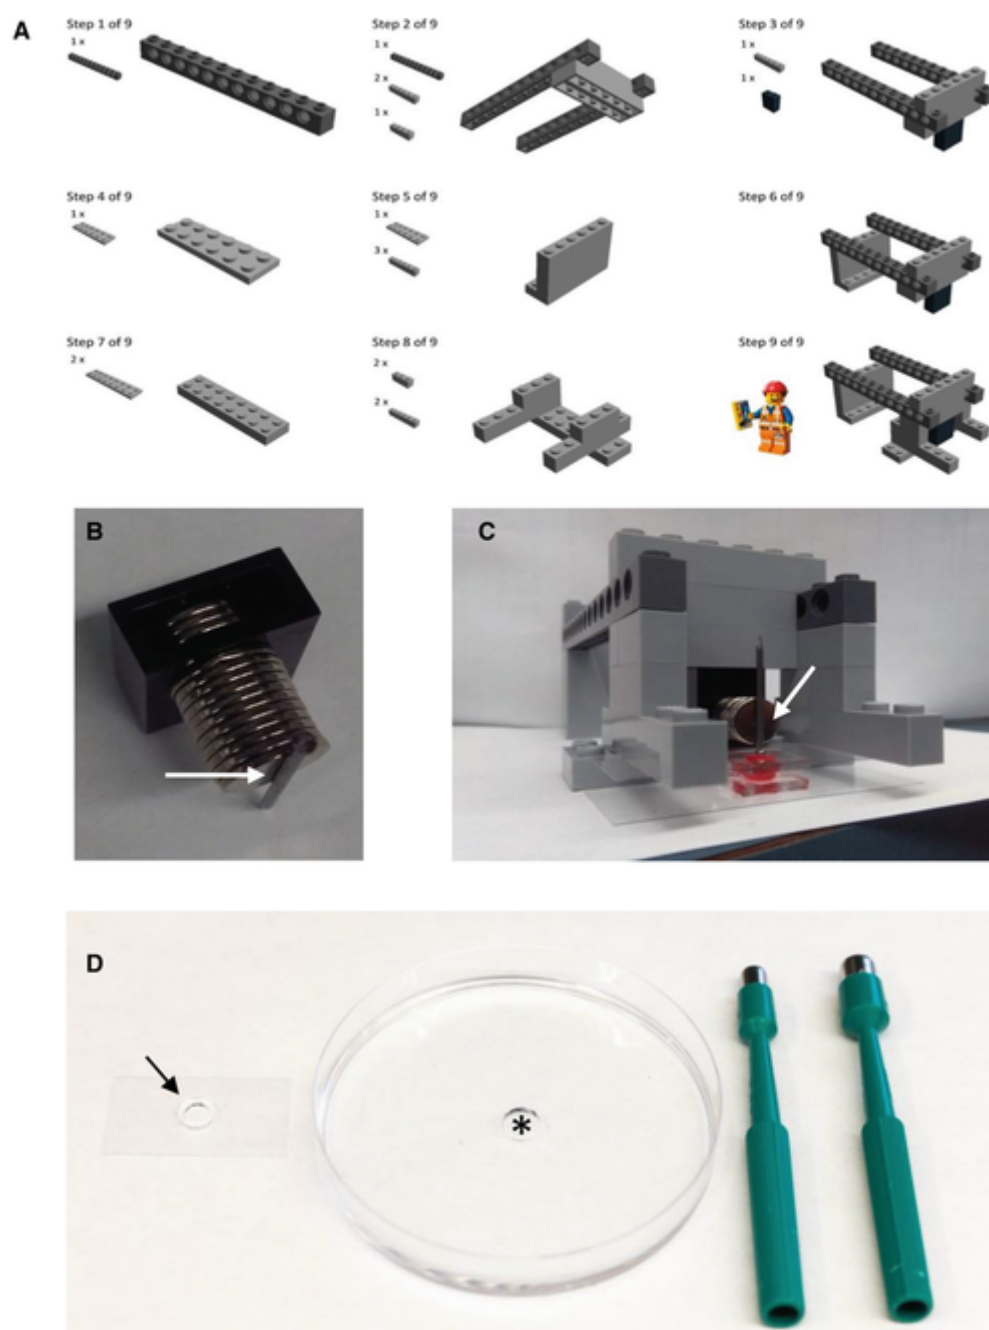 A
Step 1 of 9
1 x
Step 2 of 9
1 x
2 x
1 x
Step 3 of 9
1 x
1 x
Step 4 of 9
1 x
Step 5 of 9
1 x
3 x
Step 6 of 9
Step 7 of 9
2 x
Step 8 of 9
2 x
2 x
Step 9 of 9
B
C
D
*